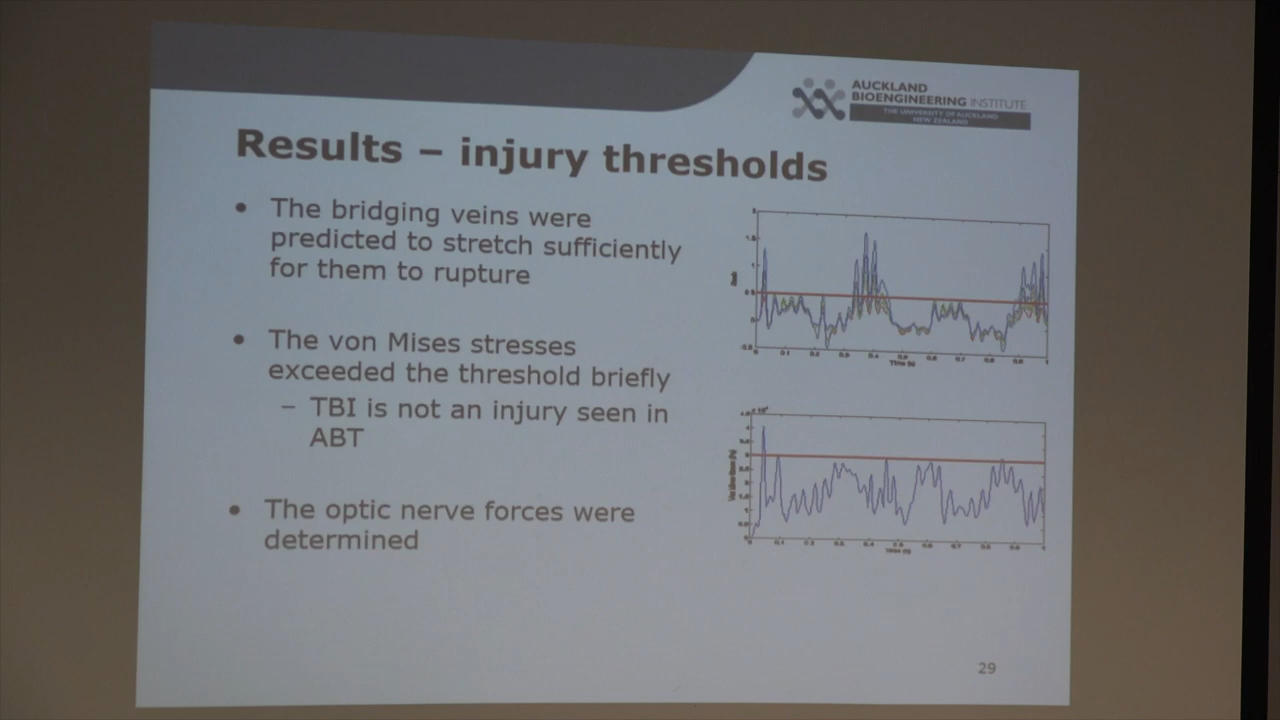 AUCKLAND
BIOENGINEERING INSTITUTE
THE UNIVERSITY OF AUCKLAND
NEW ZEALAND
Results – injury thresholds
• The bridging veins were
predicted to stretch sufficiently
for them to rupture
• The von Mises stresses
exceeded the threshold briefly
– TBI is not an injury seen in
ABT
• The optic nerve forces were
determined
Time (s)
29